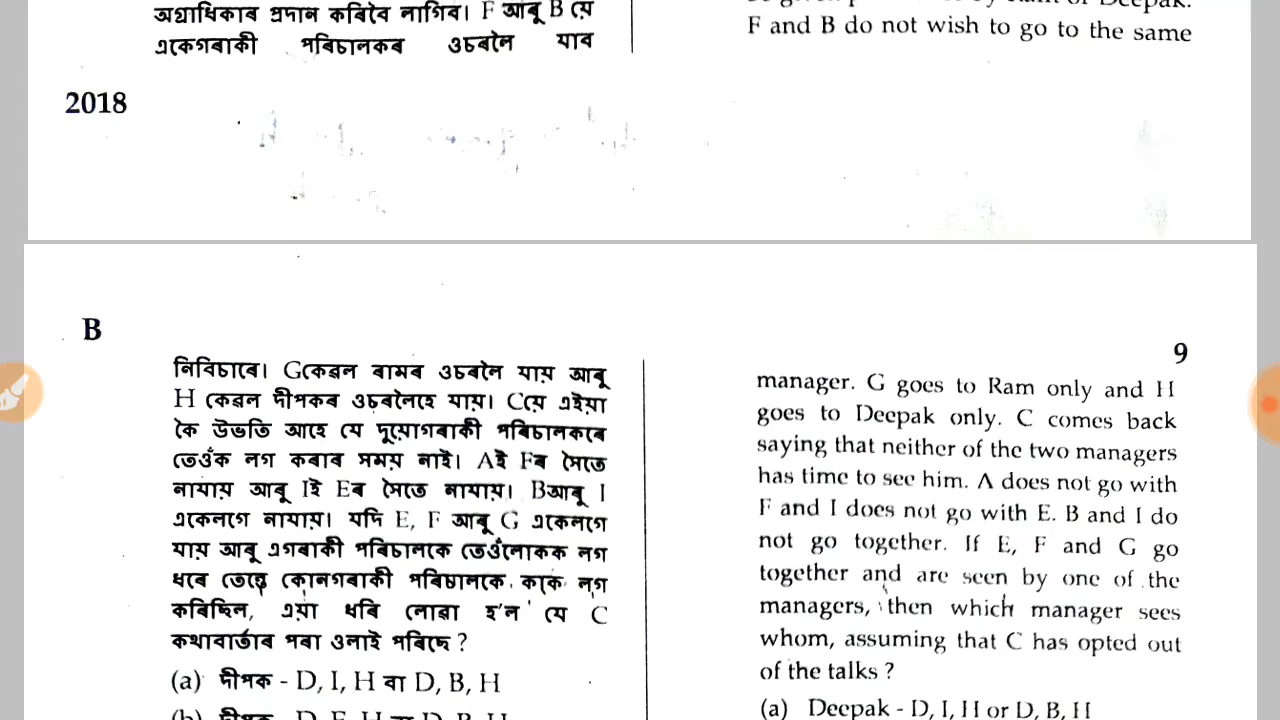 অগ্ৰাধিকাৰ প্ৰদান কৰিবৈ লাগিব। F আৰু B য়ে
একেগৰাকী পৰিচালকৰ ওচৰলৈ যাব
F and B do not wish to go to the same
2018
B
9
নিবিচাৰে। Gকেৱল ৰামৰ ওচৰলৈ যায় আৰু
H কেৱল দীপকৰ ওচৰলৈহে যায়। Cয়ে এইয়া
কৈ উভতি আহে যে দুয়োগৰাকী পৰিচালকৰে
তেওঁক লগ কৰাৰ সময় নাই। Aই Fৰ সৈতে
নাযায় আৰু Iই Eৰ সৈতে নাযায়। Bআৰু I
একেলগে নাযায়। যদি E, F আৰু G একেলগে
যায় আৰু এগৰাকী পৰিচালকে তেওঁলোকক লগ
ধৰে তেন্তে কোনগৰাকী পৰিচালকে কাক লগ
কৰিছিল, এয়া ধৰি লোৱা হ'ল যে C
কথাবাৰ্তাৰ পৰা ওলাই পৰিছে ?
(a) দীপক - D, I, H বা D, B, H
manager. G goes to Ram only and H
goes to Deepak only. C comes back
saying that neither of the two managers
has time to see him. A does not go with
F and I does not go with E. B and I do
not go together. If E, F and G go
together and are seen by one of the
managers, then which manager sees
whom, assuming that C has opted out
of the talks ?
(a) Deepak - D, I, H or D, B, H